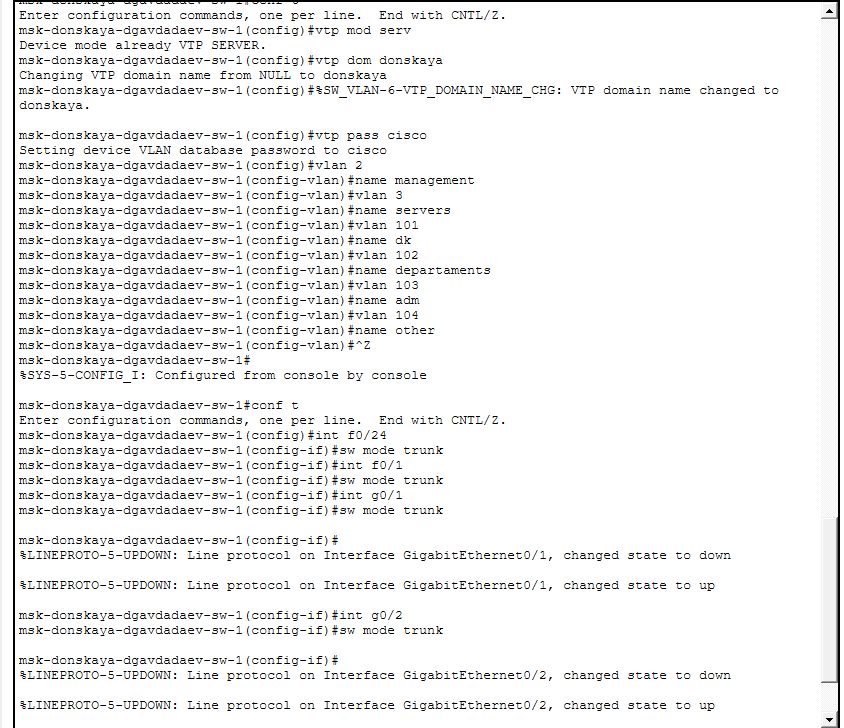 Enter configuration commands, one per line.  End with CNTL/Z.
msk-donskaya-dgavdadaev-sw-1(config)#vtp mod serv
Device mode already VTP SERVER.
msk-donskaya-dgavdadaev-sw-1(config)#vtp dom donskaya
Changing VTP domain name from NULL to donskaya
msk-donskaya-dgavdadaev-sw-1(config)#%SW_VLAN-6-VTP_DOMAIN_NAME_CHG: VTP domain name changed to
donskaya.
msk-donskaya-dgavdadaev-sw-1(config)#vtp pass cisco
Setting device VLAN database password to cisco
msk-donskaya-dgavdadaev-sw-1(config)#vlan 2
msk-donskaya-dgavdadaev-sw-1(config-vlan)#name management
msk-donskaya-dgavdadaev-sw-1(config-vlan)#vlan 3
msk-donskaya-dgavdadaev-sw-1(config-vlan)#name servers
msk-donskaya-dgavdadaev-sw-1(config-vlan)#vlan 101
msk-donskaya-dgavdadaev-sw-1(config-vlan)#name dk
msk-donskaya-dgavdadaev-sw-1(config-vlan)#vlan 102
msk-donskaya-dgavdadaev-sw-1(config-vlan)#name departaments
msk-donskaya-dgavdadaev-sw-1(config-vlan)#vlan 103
msk-donskaya-dgavdadaev-sw-1(config-vlan)#name adm
msk-donskaya-dgavdadaev-sw-1(config-vlan)#vlan 104
msk-donskaya-dgavdadaev-sw-1(config-vlan)#name other
msk-donskaya-dgavdadaev-sw-1(config-vlan)#^Z
msk-donskaya-dgavdadaev-sw-1#
%SYS-5-CONFIG_I: Configured from console by console
msk-donskaya-dgavdadaev-sw-1#conf t
Enter configuration commands, one per line.  End with CNTL/Z.
msk-donskaya-dgavdadaev-sw-1(config)#int f0/24
msk-donskaya-dgavdadaev-sw-1(config-if)#sw mode trunk
msk-donskaya-dgavdadaev-sw-1(config-if)#int f0/1
msk-donskaya-dgavdadaev-sw-1(config-if)#sw mode trunk
msk-donskaya-dgavdadaev-sw-1(config-if)#int g0/1
msk-donskaya-dgavdadaev-sw-1(config-if)#sw mode trunk
msk-donskaya-dgavdadaev-sw-1(config-if)#
%LINEPROTO-5-UPDOWN: Line protocol on Interface GigabitEthernet0/1, changed state to down
%LINEPROTO-5-UPDOWN: Line protocol on Interface GigabitEthernet0/1, changed state to up
msk-donskaya-dgavdadaev-sw-1(config-if)#int g0/2
msk-donskaya-dgavdadaev-sw-1(config-if)#sw mode trunk
msk-donskaya-dgavdadaev-sw-1(config-if)#
%LINEPROTO-5-UPDOWN: Line protocol on Interface GigabitEthernet0/2, changed state to down
%LINEPROTO-5-UPDOWN: Line protocol on Interface GigabitEthernet0/2, changed state to up